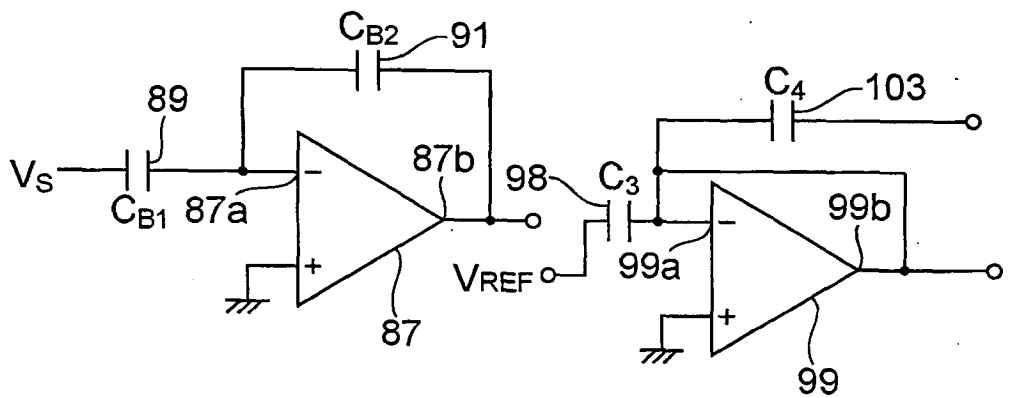 CB2
91
89
VS
CB1
87a
−
+
87b
87
C4
103
98
C3
VREF
99a
−
+
99b
99